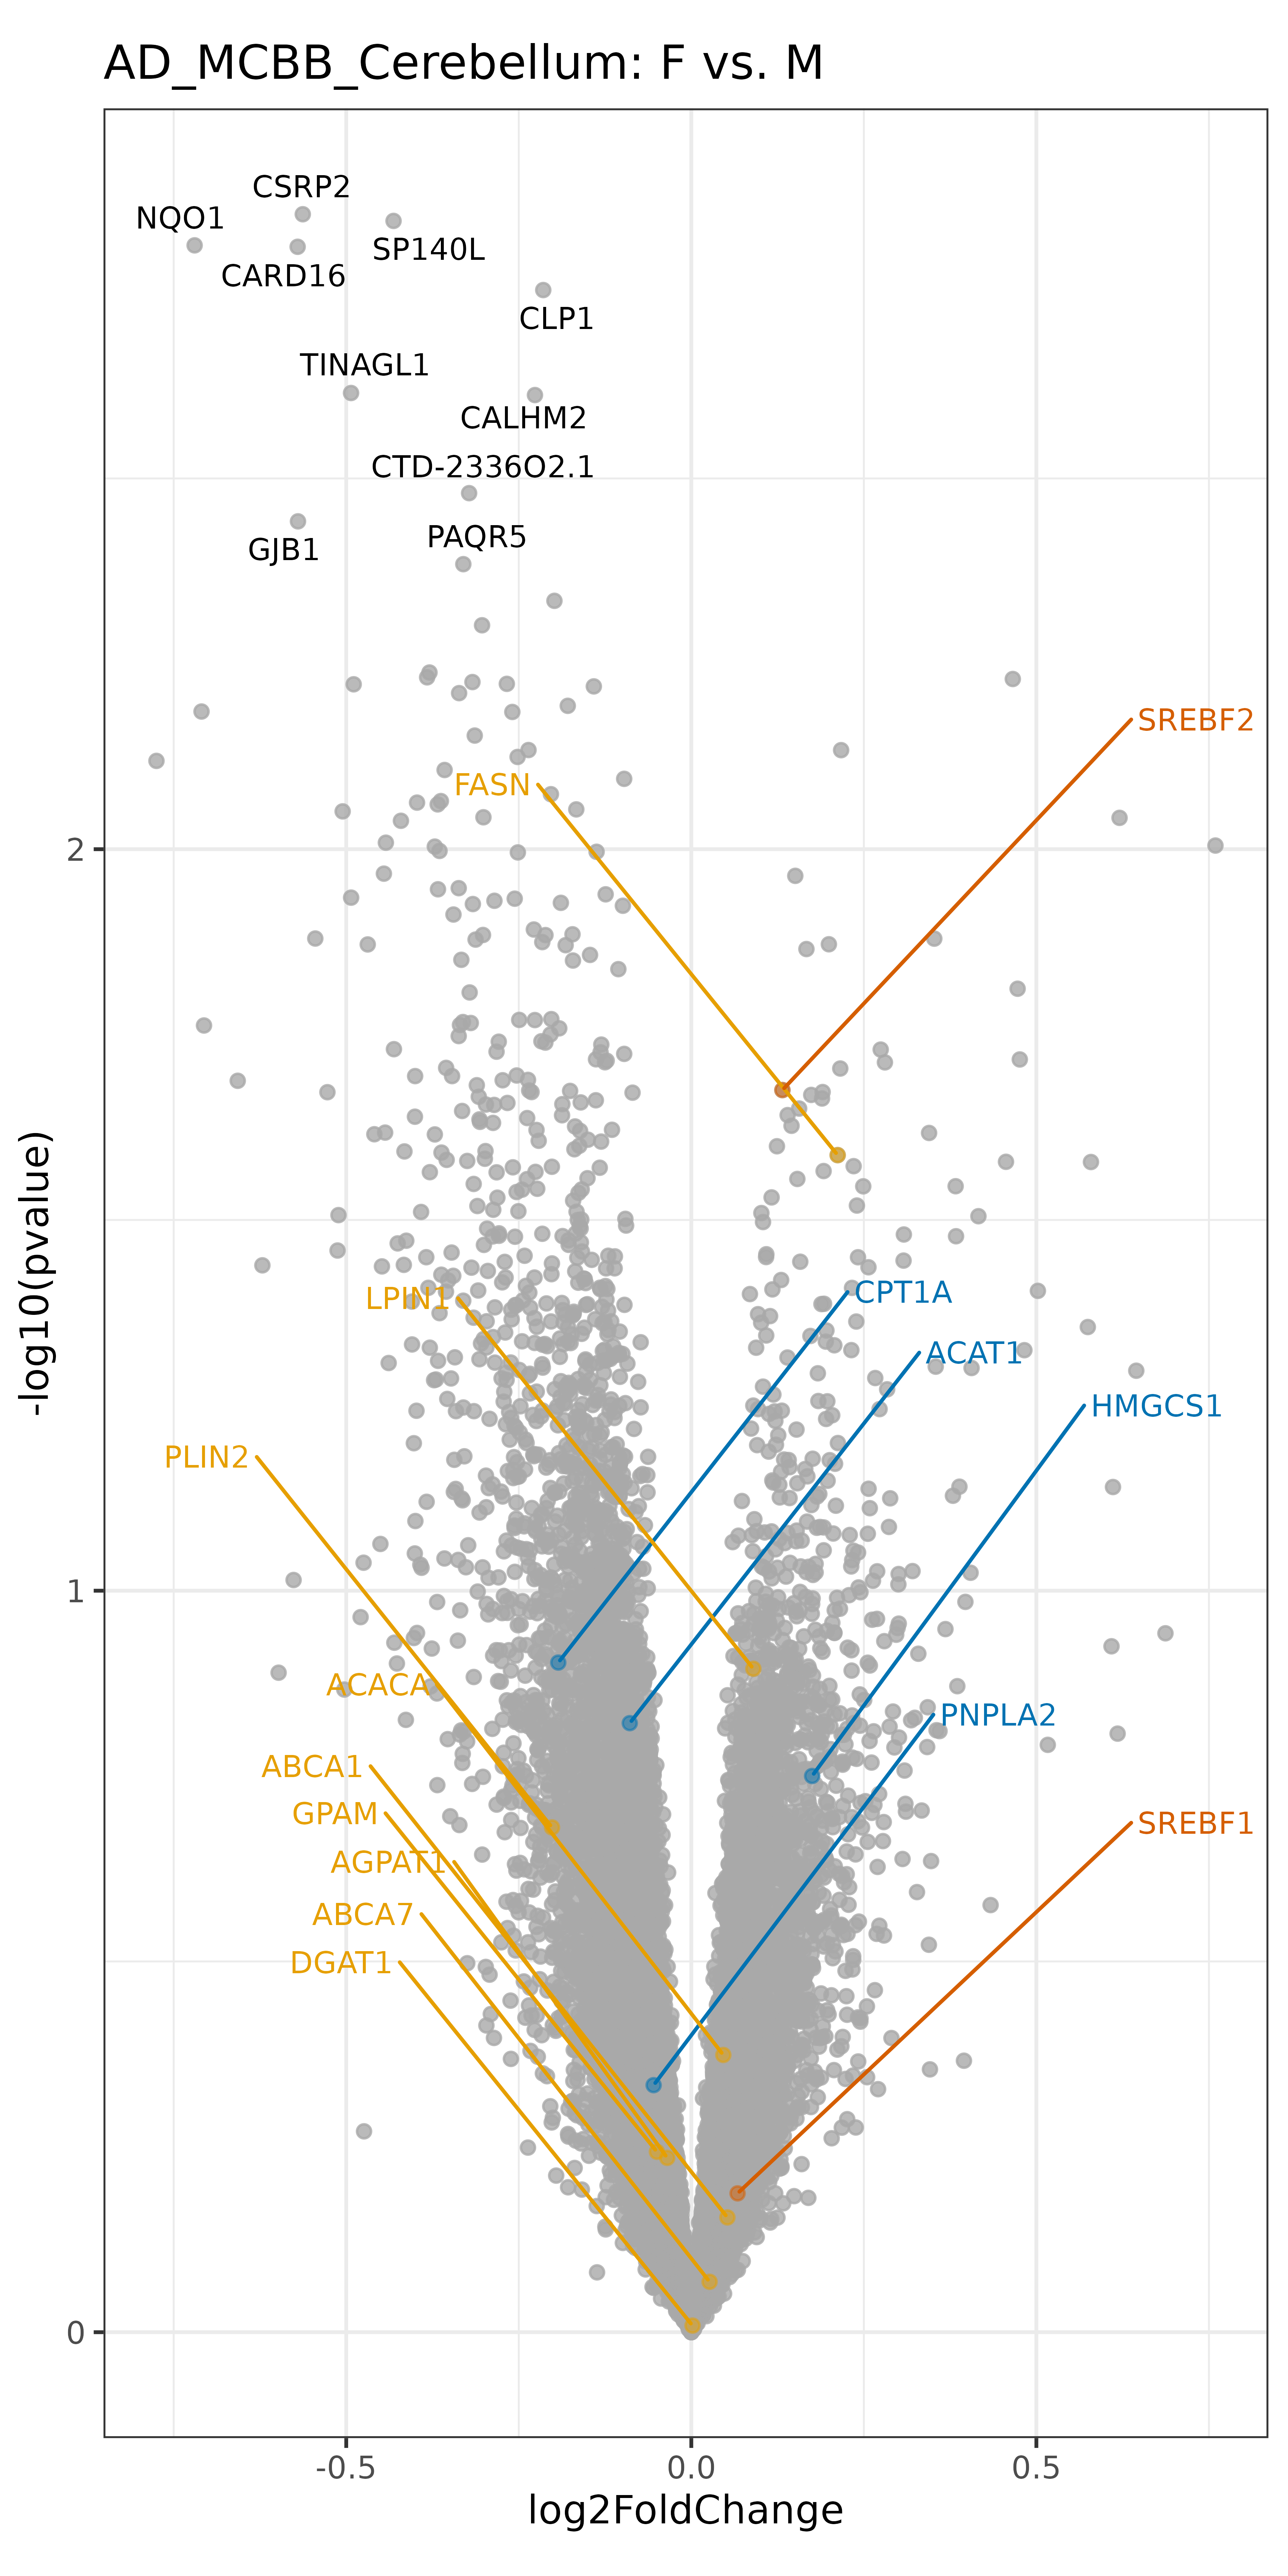 AD_MCBB_Cerebellum: F vs. M
CSRP2
NQO1
SP140L
CARD16
CLP1
TINAGL1
CALHM2
CTD-2336O2.1
PAQR5
GJB1
SREBF2
FASN
2
CPT1A
LPIN1
ACAT1
HMGCS1
PLIN2
-log10(pvalue)
1
ACACA
PNPLA2
ABCA1
GPAM
SREBF1
AGPAT1
ABCA7
DGAT1
0
-0.5
0.0
0.5
log2FoldChange